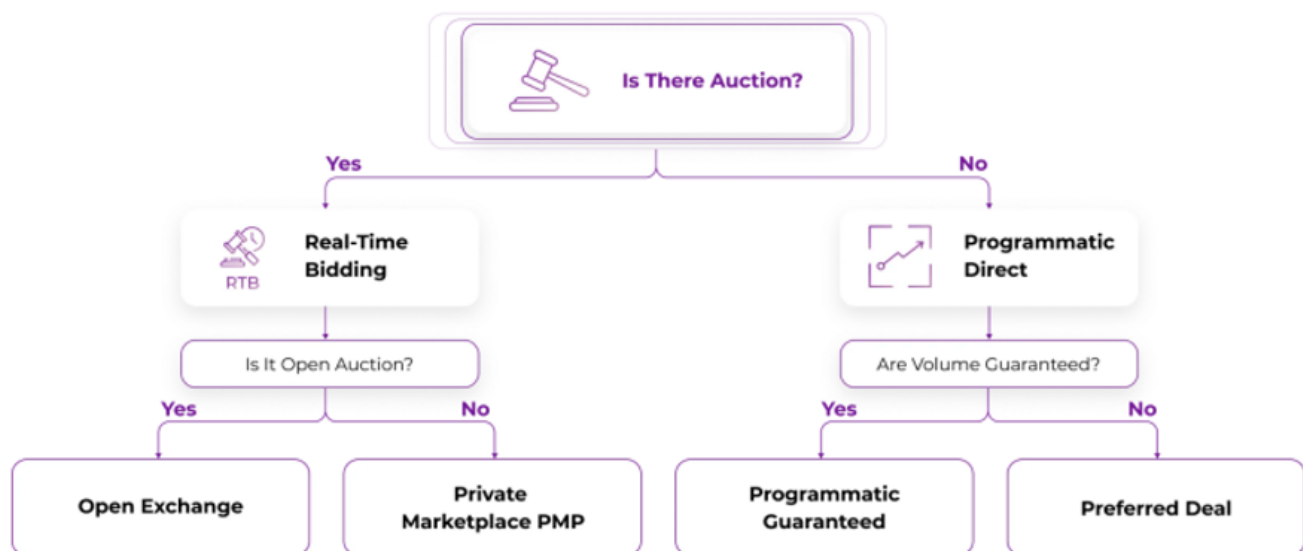 Is There Auction?
Yes
No
Real-Time
Bidding
RTB
Programmatic
Direct
Is It Open Auction?
Are Volume Guaranteed?
Yes
No
Yes
No
Open Exchange
Private
Marketplace PMP
Programmatic
Guaranteed
Preferred Deal